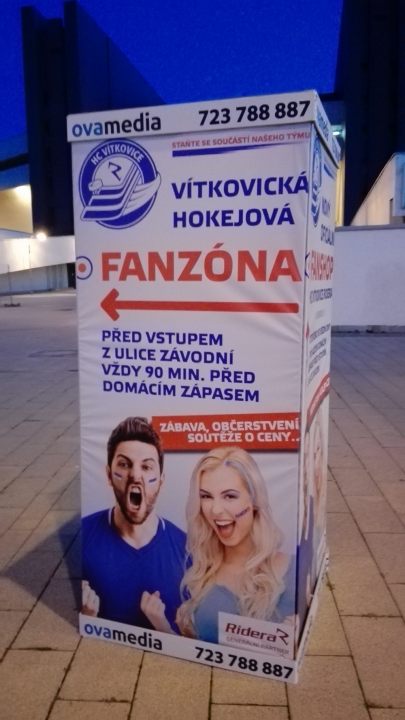 ovamedia 723 788 887
STAŇTE SE SOUČÁSTÍ NAŠEHO TÝMU
HC VÍTKOVICE
VÍTKOVICKÁ
HOKEJOVÁ
FANZÓNA
PŘED VSTUPEM
Z ULICE ZÁVODNÍ
VŽDY 90 MIN. PŘED
DOMÁCÍM ZÁPASEM
ZÁBAVA, OBČERSTVENÍ
SOUTĚŽE O CENY..
Ridera
ovamedia 723 788 887
FANSHOP